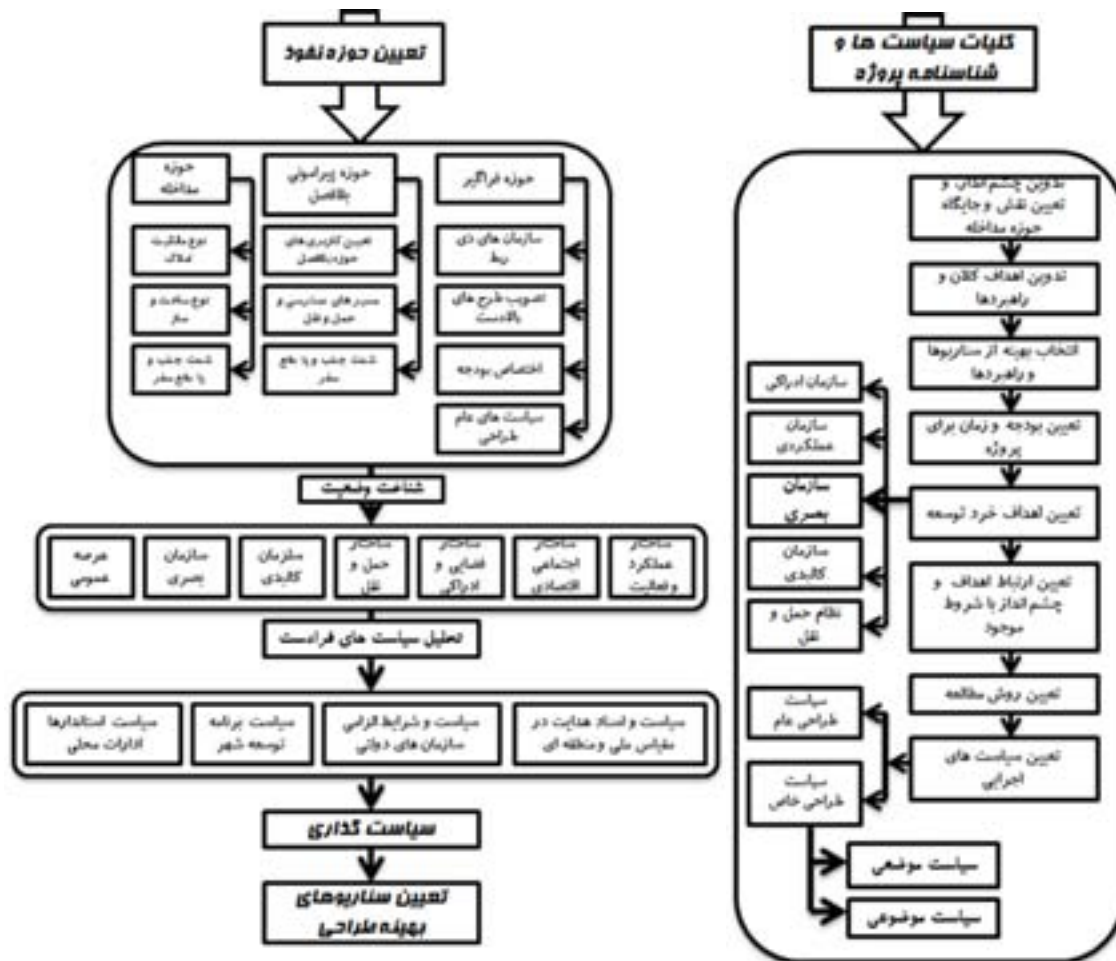 کلیات سیاست ها و
شناسنامه پروژه
تدوین چشم انداز و
تعیین نقش و جایگاه
حوزه مداخله
تدوین اهداف کلان و
راهبردها
انتخاب بهینه از سناریوها
و راهبردها
تعیین بودجه و زمان برای
پروژه
تعیین اهداف خرد توسعه
سازمان ادراکی
سازمان
عملکردی
سازمان
بصری
سازمان
کالبدی
نظام حمل و
نقل
تعیین ارتباط اهداف و
چشم انداز با شروط
موجود
تعیین روش مطالعه
تعیین سیاست های
اجرایی
سیاست
طراحی عام
سیاست
طراحی خاص
سیاست موضعی
سیاست موضوعی
تعیین حوزه نفوذ
حوزه فراگیر
سازمان های ذی
ربط
تصویب طرح های
بالادست
اختصاص بودجه
سیاست های عام
طراحی
حوزه پیرامونی
بلافصل
تعیین کاربری های
حوزه بلافصل
مسیر های دسترسی و
حمل و نقل
شدت جذب و یا دفع
سفر
حوزه
مداخله
نوع مالکیت
املاک
نوع ساخت و
ساز
شدت جذب و
یا دفع سفر
شناخت وضعیت
ساختار
عملکرد
و فعالیت
ساختار
اجتماعی
اقتصادی
ساختار
فضایی و
ادراکی
ساختار
حمل و
نقل
سازمان
کالبدی
سازمان
بصری
عرصه
عمومی
تحلیل سیاست های فرادست
سیاست و اسناد هدایت در
مقیاس ملی و منطقه ای
سیاست و شرایط الزامی
سازمان های دولتی
سیاست برنامه
توسعه شهر
سیاست استاندارها
ادارات محلی
سیاست گذاری
تعیین سناریوهای
بهینه طراحی